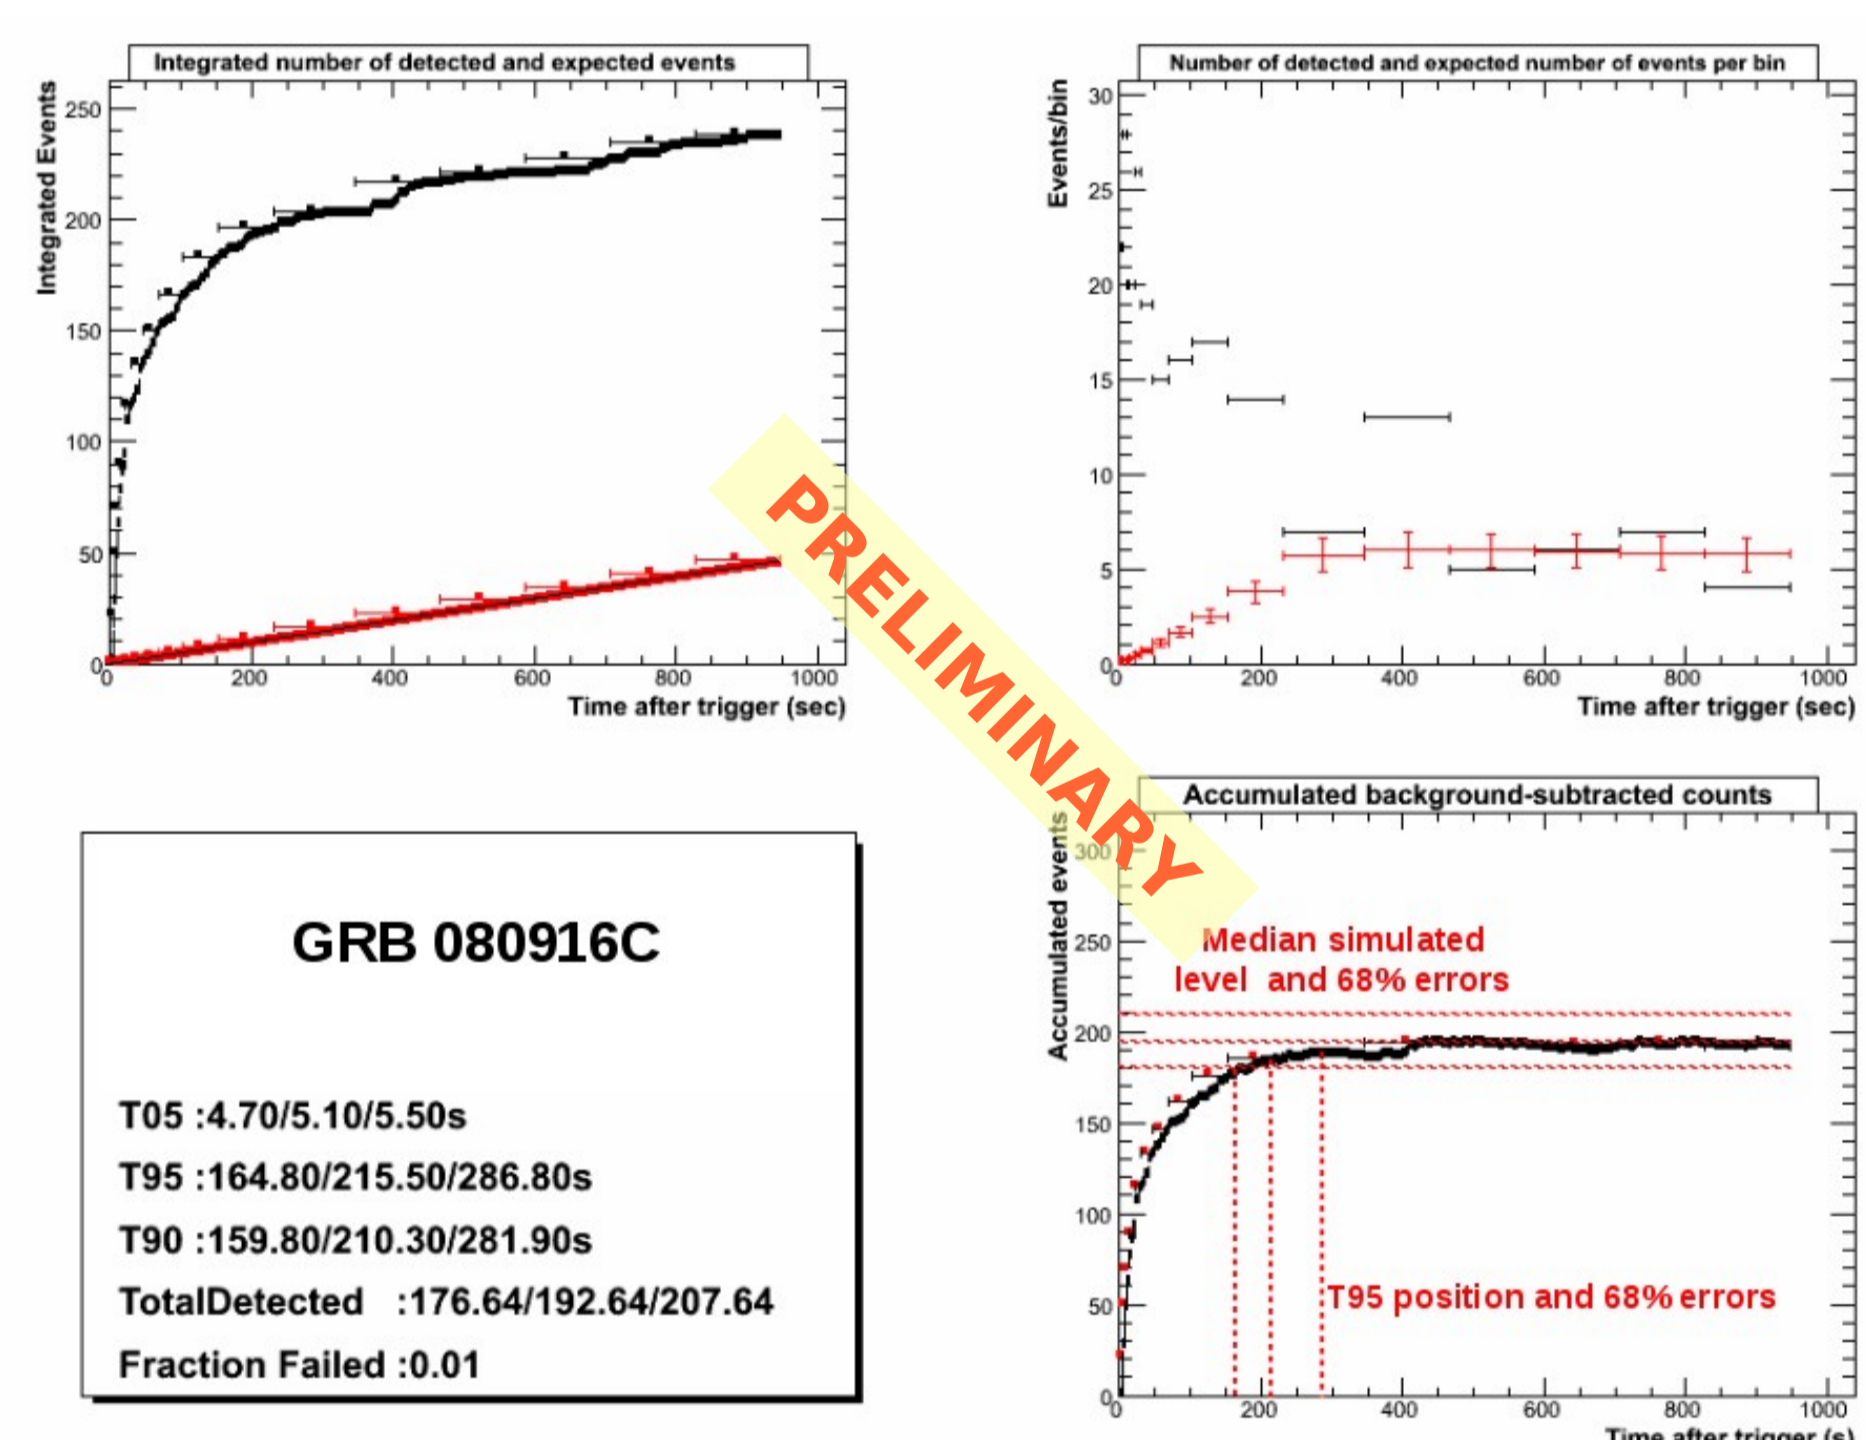 Integrated number of detected and expected events
Integrated Events
250
200
150
100
50
0
0 200 400 600 800 1000
Time after trigger (sec)
Number of detected and expected number of events per bin
Events/bin
30
25
20
15
10
5
0
0 200 400 600 800 1000
Time after trigger (sec)
PRELIMINARY
GRB 080916C
T05 :4.70/5.10/5.50s
T95 :164.80/215.50/286.80s
T90 :159.80/210.30/281.90s
TotalDetected :176.64/192.64/207.64
Fraction Failed :0.01
Accumulated background-subtracted counts
Accumulated events
300
250
200
150
100
50
0
Median simulated
level and 68% errors
T95 position and 68% errors
0 200 400 600 800 1000
Time after trigger (s)